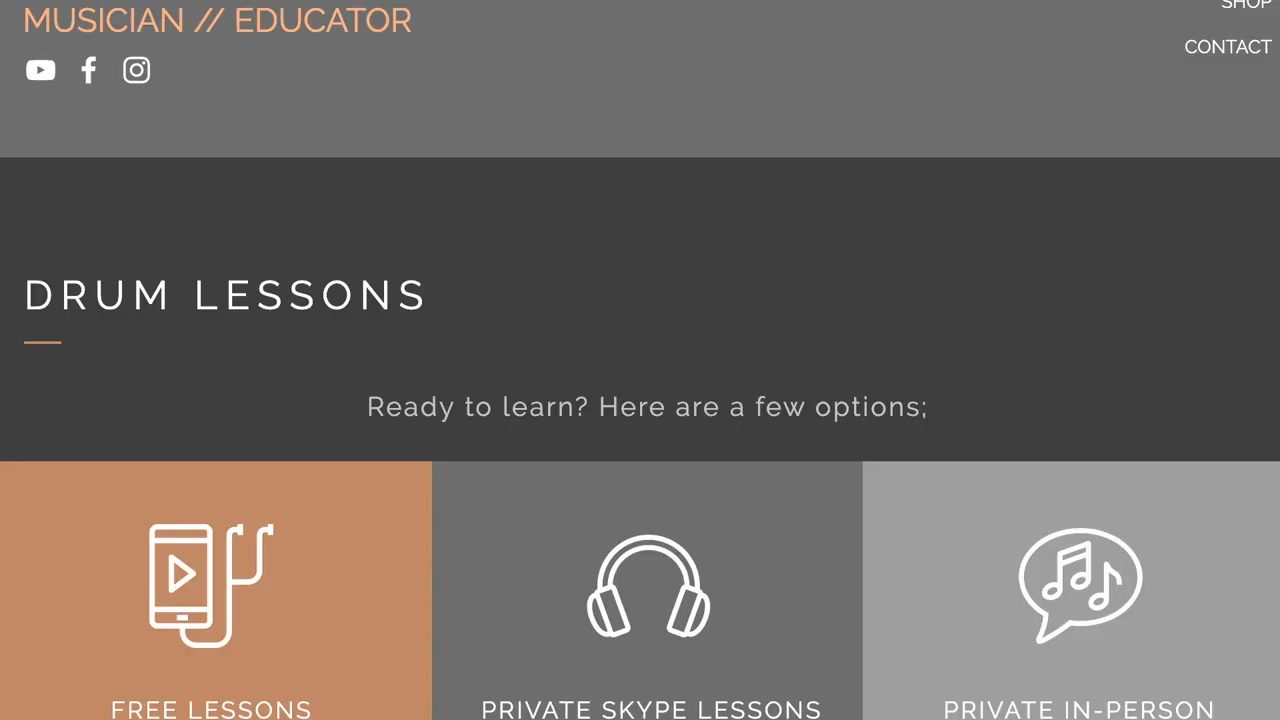 MUSICIAN // EDUCATOR
SHOP
CONTACT
DRUM LESSONS
Ready to learn? Here are a few options;
FREE LESSONS
PRIVATE SKYPE LESSONS
PRIVATE IN-PERSON